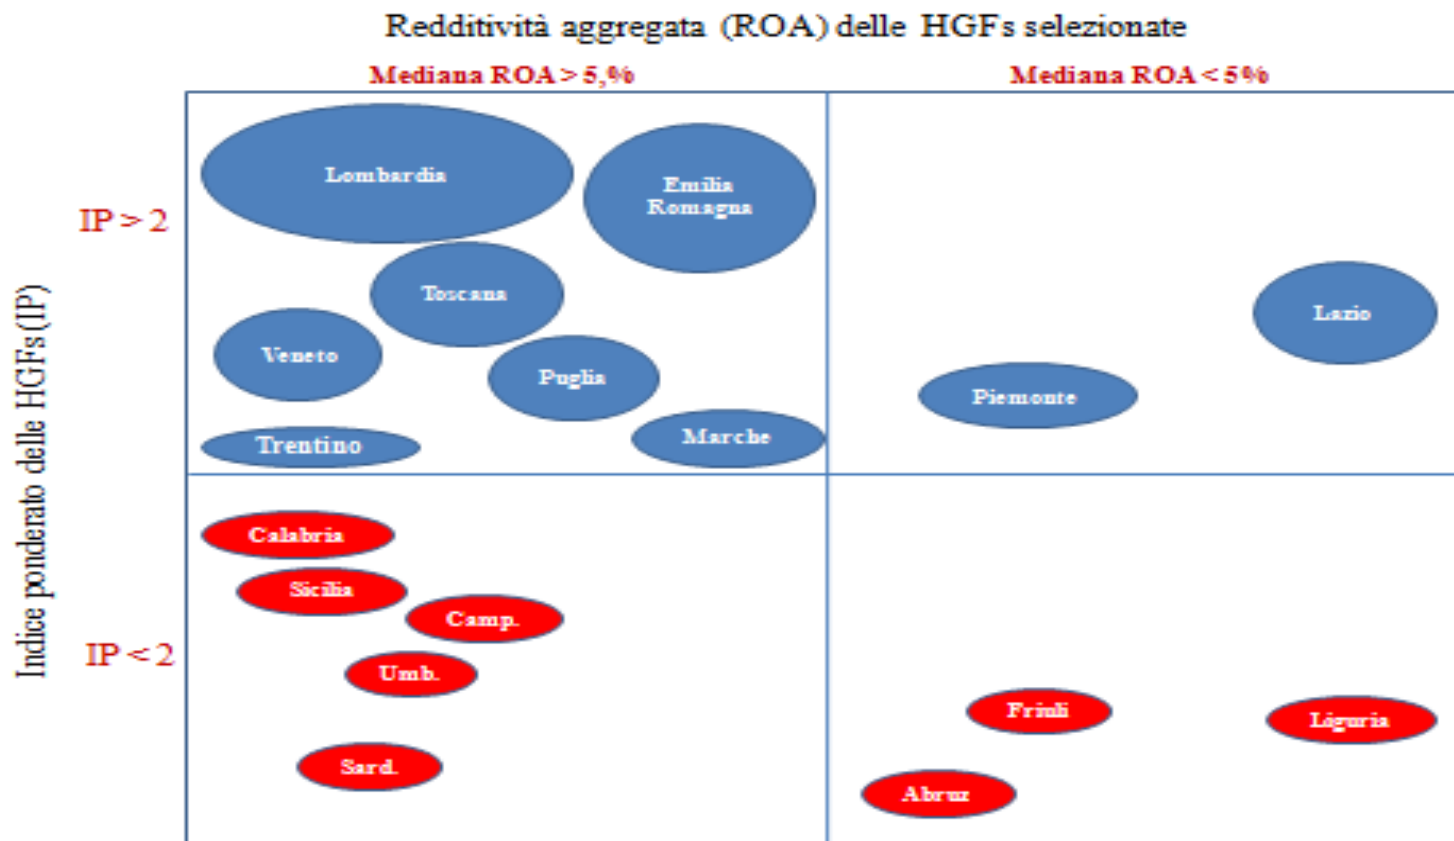 Redditività aggregata (ROA) delle HGFs selezionate
Mediana ROA > 5,%
Mediana ROA < 5%
Indice ponderato delle HGFs (IP)
IP > 2
Lombardia
Emilia
Romagna
Toscana
Lazio
Veneto
Puglia
Piemonte
Trentino
Marche
IP < 2
Calabria
Sicilia
Camp.
Umb.
Sard.
Friuli
Liguria
Abruz